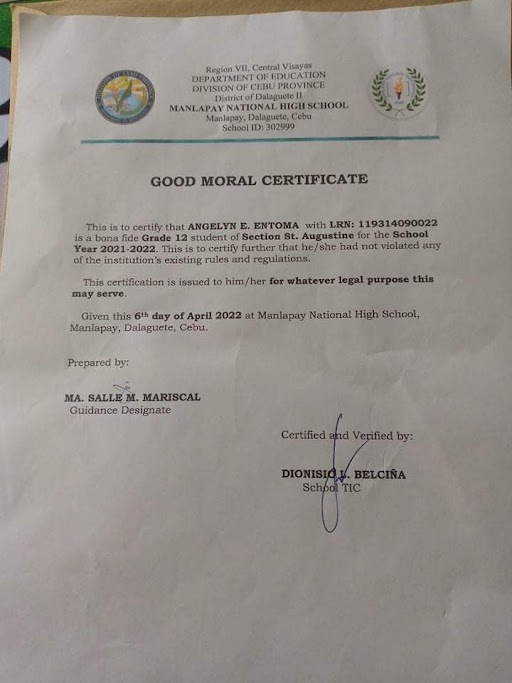 Region VII, Central Visayas
DEPARTMENT OF EDUCATION
DIVISION OF CEBU PROVINCE
District of Dalaguete II
MANLAPAY NATIONAL HIGH SCHOOL
Manlapay, Dalaguete, Cebu
School ID: 302999
GOOD MORAL CERTIFICATE
This is to certify that ANGELYN E. ENTOMA with LRN: 119314090022
is a bona fide Grade 12 student of Section St. Augustine for the School
Year 2021-2022. This is to certify further that he/she had not violated any
of the institution's existing rules and regulations.
This certification is issued to him/her for whatever legal purpose this
may serve.
Given this 6th day of April 2022 at Manlapay National High School,
Manlapay, Dalaguete, Cebu.
Prepared by:
MA. SALLE M. MARISCAL
Guidance Designate
Certified and Verified by:
DIONISIO L. BELCIÑA
School TIC